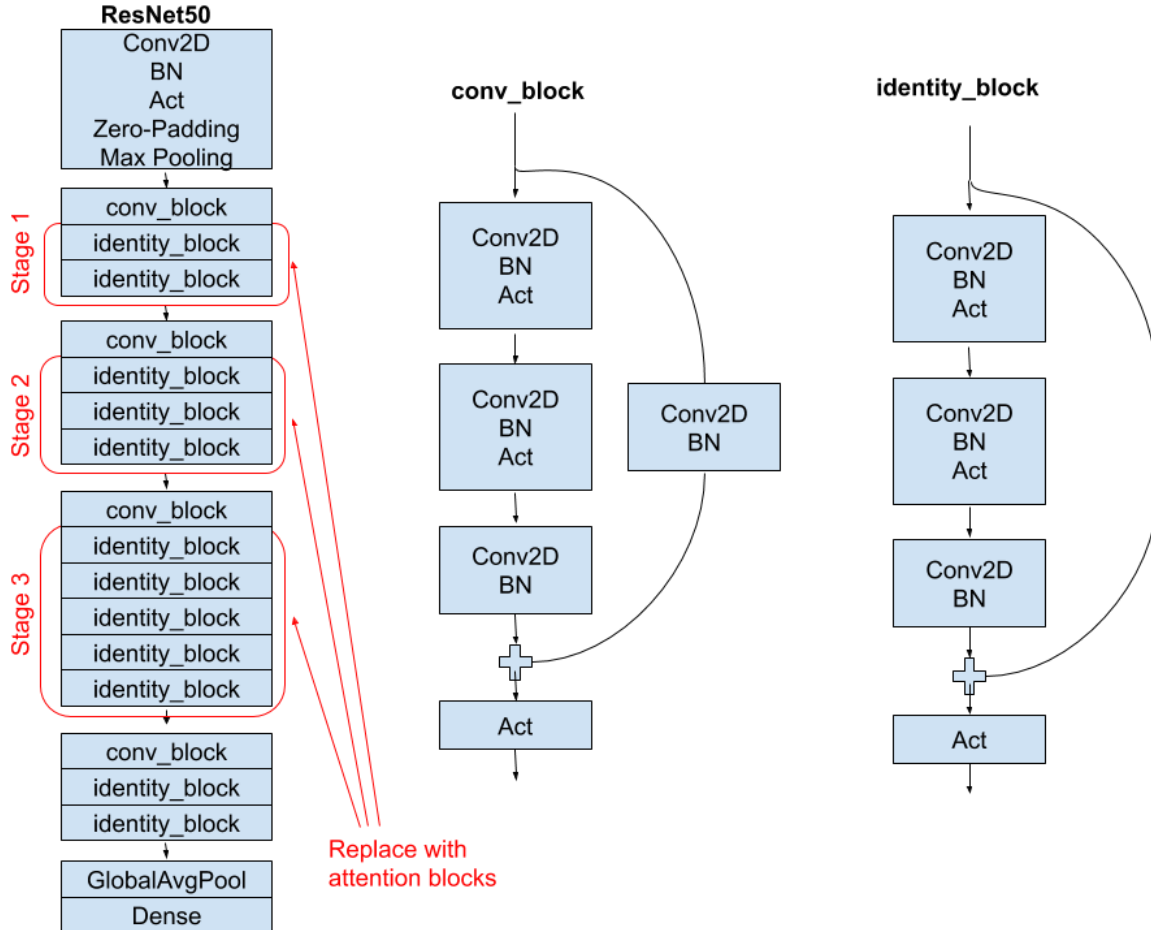 ResNet50
Conv2D
BN
Act
Zero-Padding
Max Pooling
Stage 1
conv_block
identity_block
identity_block
Stage 2
conv_block
identity_block
identity_block
identity_block
Stage 3
conv_block
identity_block
identity_block
identity_block
identity_block
identity_block
conv_block
identity_block
identity_block
GlobalAvgPool
Dense
Replace with
attention blocks
conv_block
Conv2D
BN
Act
Conv2D
BN
Act
Conv2D
BN
Conv2D
BN
Act
identity_block
Conv2D
BN
Act
Conv2D
BN
Act
Conv2D
BN
Act